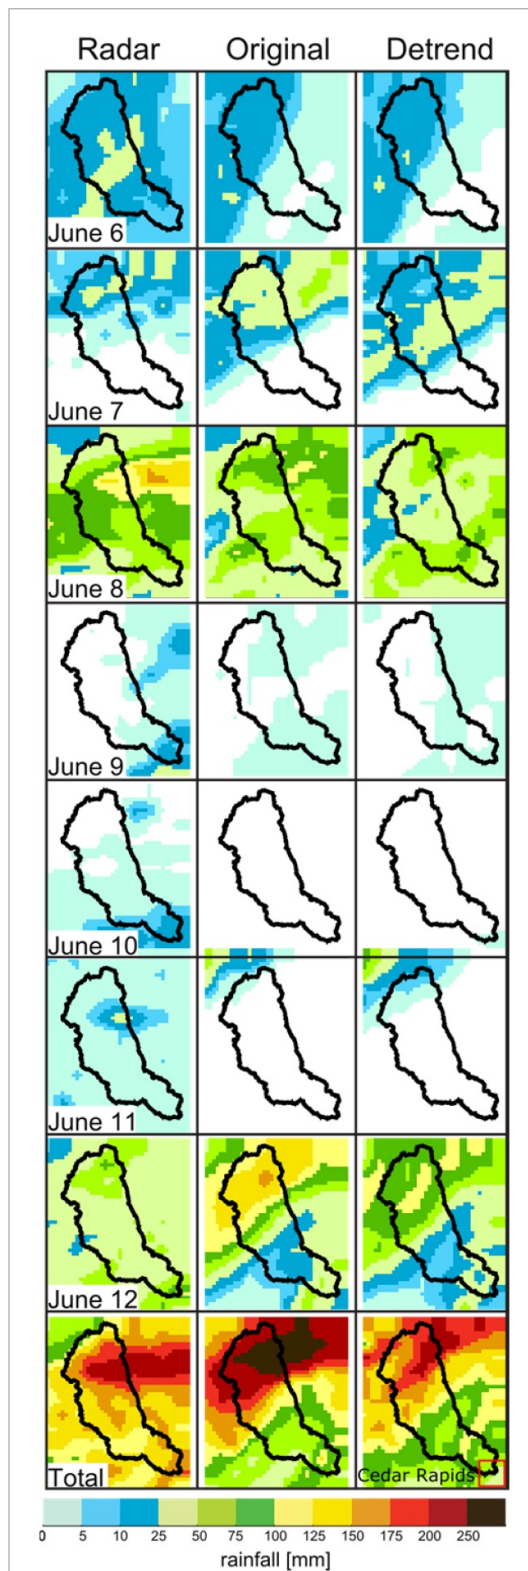 Radar Original Detrend
June 6
June 7
June 8
June 9
June 10
June 11
June 12
Total
Cedar Rapids
0 5 10 25 50 75 100 125 150 175 200 250
rainfall [mm]